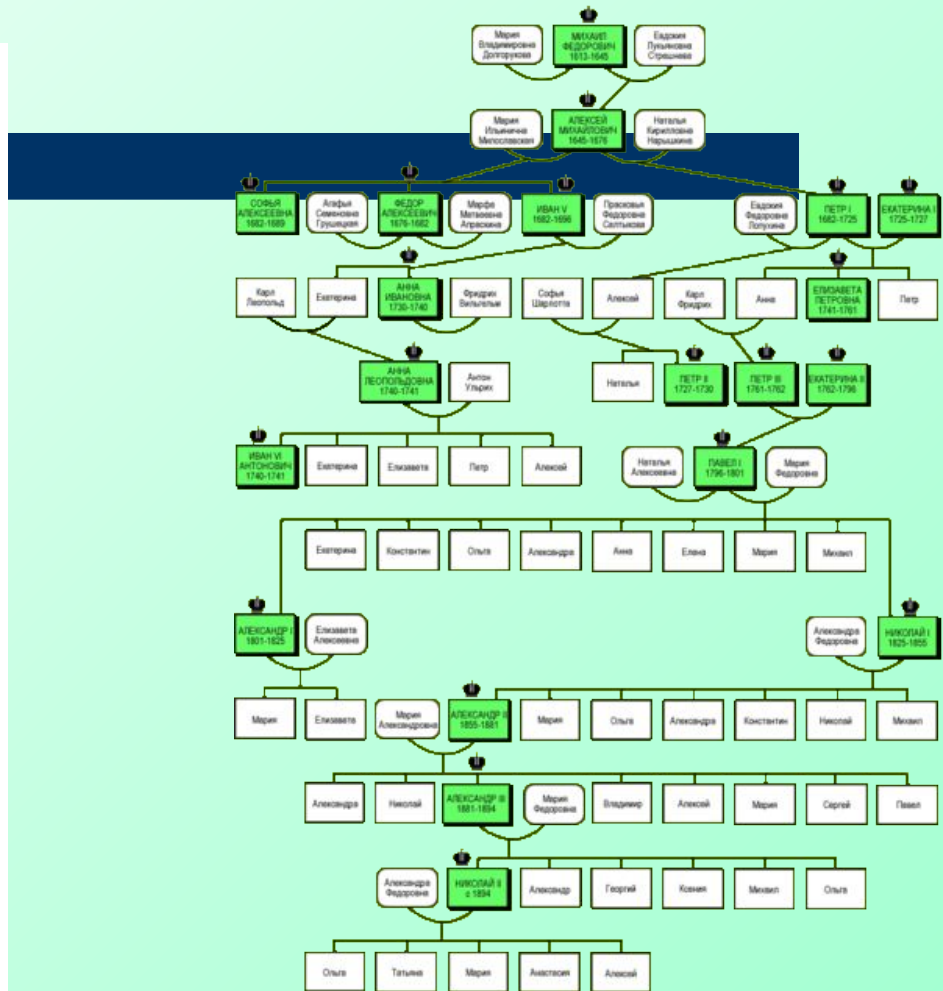 Мария
Владимировна
Долгорукова
МИХАИЛ
ФЕДОРОВИЧ
1613-1645
Евдокия
Лукьяновна
Стрешнева
Мария
Ильинична
Милославская
АЛЕКСЕЙ
МИХАЙЛОВИЧ
1645-1676
Наталья
Кирилловна
Нарышкина
СОФЬЯ
АЛЕКСЕЕВНА
1682-1689
Агафья
Семеновна
Грушецкая
ФЕДОР
АЛЕКСЕЕВИЧ
1676-1682
Марфа
Матвеевна
Апраксина
ИВАН V
1682-1696
Прасковья
Федоровна
Салтыкова
Евдокия
Федоровна
Лопухина
ПЕТР I
1682-1725
ЕКАТЕРИНА I
1725-1727
Карл
Леопольд
Екатерина
АННА
ИВАНОВНА
1730-1740
Фридрих
Вильгельм
Софья
Шарлотта
Алексей
Карл
Фридрих
Анна
ЕЛИЗАВЕТА
ПЕТРОВНА
1741-1761
Петр
АННА
ЛЕОПОЛЬДОВНА
1740-1741
Антон
Ульрих
Наталья
ПЕТР II
1727-1730
ПЕТР III
1761-1762
ЕКАТЕРИНА II
1762-1796
ИВАН VI
АНТОНОВИЧ
1740-1741
Екатерина
Елизавета
Петр
Алексей
Наталья
Алексеевна
ПАВЕЛ I
1796-1801
Мария
Федоровна
Екатерина
Константин
Ольга
Александра
Анна
Елена
Мария
Михаил
АЛЕКСАНДР I
1801-1825
Елизавета
Алексеевна
Александра
Федоровна
НИКОЛАЙ I
1825-1855
Мария
Елизавета
Мария
Александровна
АЛЕКСАНДР II
1855-1881
Мария
Ольга
Александра
Константин
Николай
Михаил
Александра
Николай
АЛЕКСАНДР III
1881-1894
Мария
Федоровна
Владимир
Алексей
Мария
Сергей
Павел
Александра
Федоровна
НИКОЛАЙ II
с 1894
Александр
Георгий
Ксения
Михаил
Ольга
Ольга
Татьяна
Мария
Анастасия
Алексей